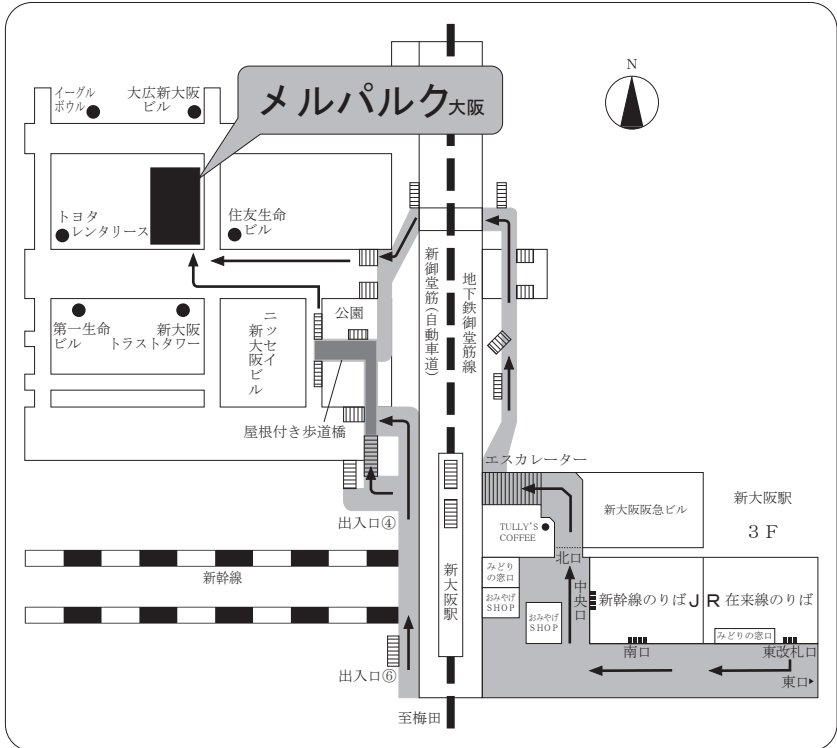 イーグル
ボウル
大広新大阪
ビル
メルパルク大阪
N
トヨタ
レンタリース
住友生命
ビル
新御堂筋(自動車道)
地下鉄御堂筋線
第一生命
ビル
新大阪
トラストタワー
ニッセイ
新大阪ビル
公園
屋根付き歩道橋
エスカレーター
出入口④
TULLY'S
COFFEE
新大阪阪急ビル
新大阪駅
3F
北口
新幹線
新大阪駅
みどり
の窓口
おみやげ
SHOP
おみやげ
SHOP
中央口
新幹線のりば
JR在来線のりば
みどりの窓口
南口
東改札口
東口
出入口⑥
至梅田